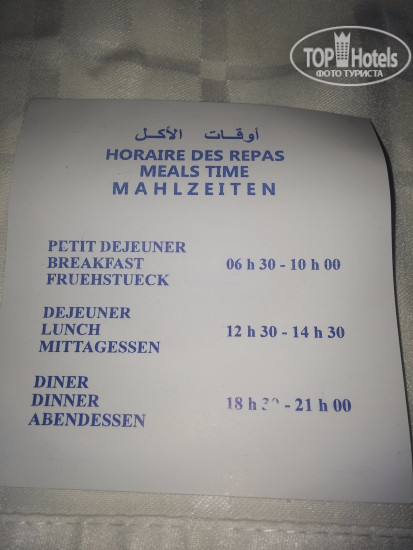 TOP Hotels
ФОТО ТУРИСТА
أوقات الأكل
HORAIRE DES REPAS
MEALS TIME
MAHLZEITEN
PETIT DEJEUNER
BREAKFAST 06 h 30 - 10 h 00
FRUEHSTUECK
DEJEUNER
LUNCH 12 h 30 - 14 h 30
MITTAGESSEN
DINER
DINNER 18 h - 21 h 00
ABENDESSEN